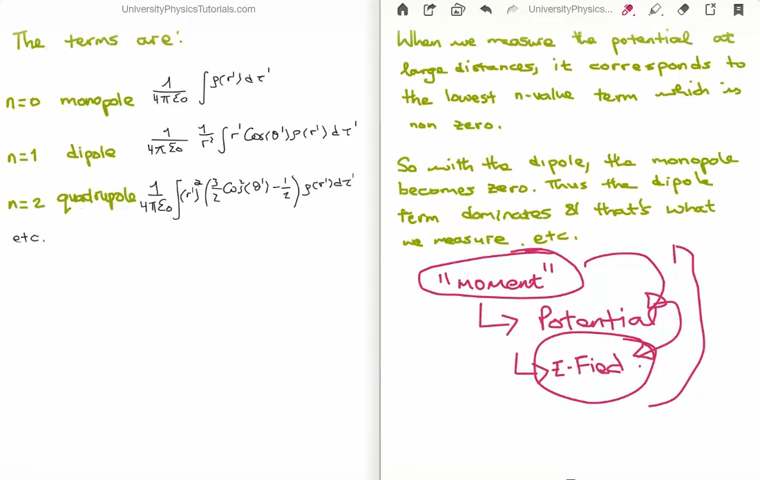 UniversityPhysicsTutorials.com
The terms are:
n=0 monopole 1/4πε₀ ∫ρ(r')dτ'
n=1 dipole 1/4πε₀ 1/r² ∫r' Cos(θ')ρ(r')dτ'
n=2 quadrupole 1/4πε₀ ∫(r')² (3/2 Cos²(θ') - 1/2) ρ(r')dτ'
etc.
UniversityPhysics...
When we measure the potential at
large distances, it corresponds to
the lowest n-value term which is
non zero.
So with the dipole, the monopole
becomes zero. Thus the dipole
term dominates & that's what
we measure. etc.
"moment"
Potential
E-Fied